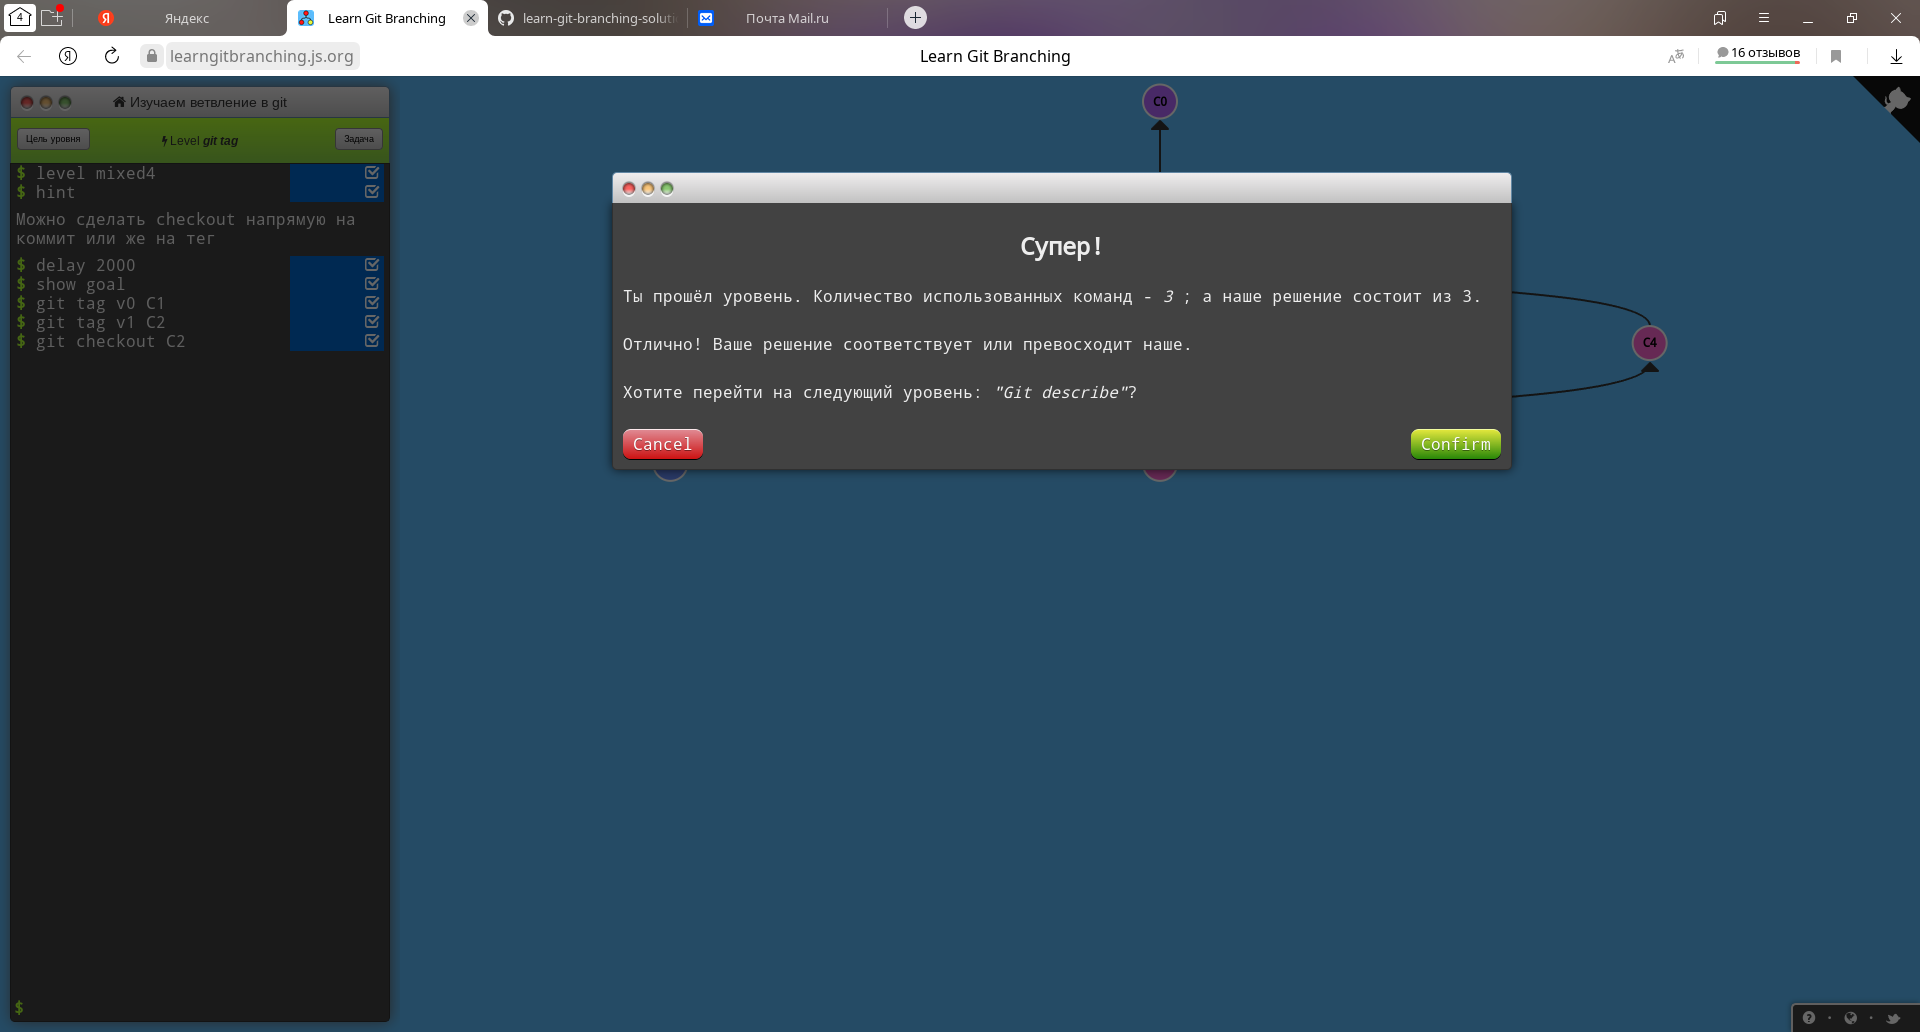 4
Яндекс
Learn Git Branching
learn-git-branching-soluti
Почта Mail.ru
learngitbranching.js.org
Learn Git Branching
16 отзывов
Изучаем ветвление в git
Цель уровня
Level git tag
Задача
$ level mixed4
$ hint
Можно сделать checkout напрямую на
коммит или же на тег
$ delay 2000
$ show goal
$ git tag v0 C1
$ git tag v1 C2
$ git checkout C2
$
C0
Супер!
Ты прошёл уровень. Количество использованных команд - 3 ; а наше решение состоит из 3.
Отлично! Ваше решение соответствует или превосходит наше.
Хотите перейти на следующий уровень: "Git describe"?
Cancel
Confirm
C4